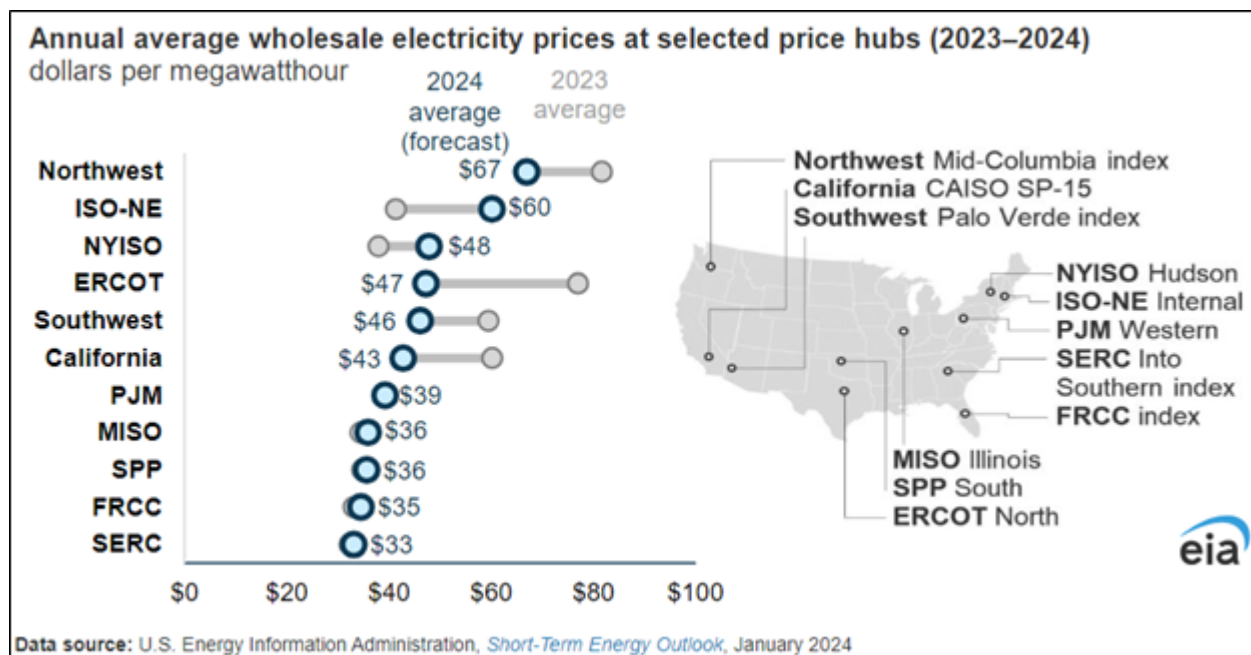 Annual average wholesale electricity prices at selected price hubs (2023–2024)
dollars per megawatthour
2024
average
(forecast)
2023
average
Northwest $67
ISO-NE $60
NYISO $48
ERCOT $47
Southwest $46
California $43
PJM $39
MISO $36
SPP $36
FRCC $35
SERC $33
$0 $20 $40 $60 $80 $100
Northwest Mid-Columbia index
California CAISO SP-15
Southwest Palo Verde index
NYISO Hudson
ISO-NE Internal
PJM Western
SERC Into
Southern index
FRCC index
MISO Illinois
SPP South
ERCOT North
eia
Data source: U.S. Energy Information Administration, Short-Term Energy Outlook, January 2024